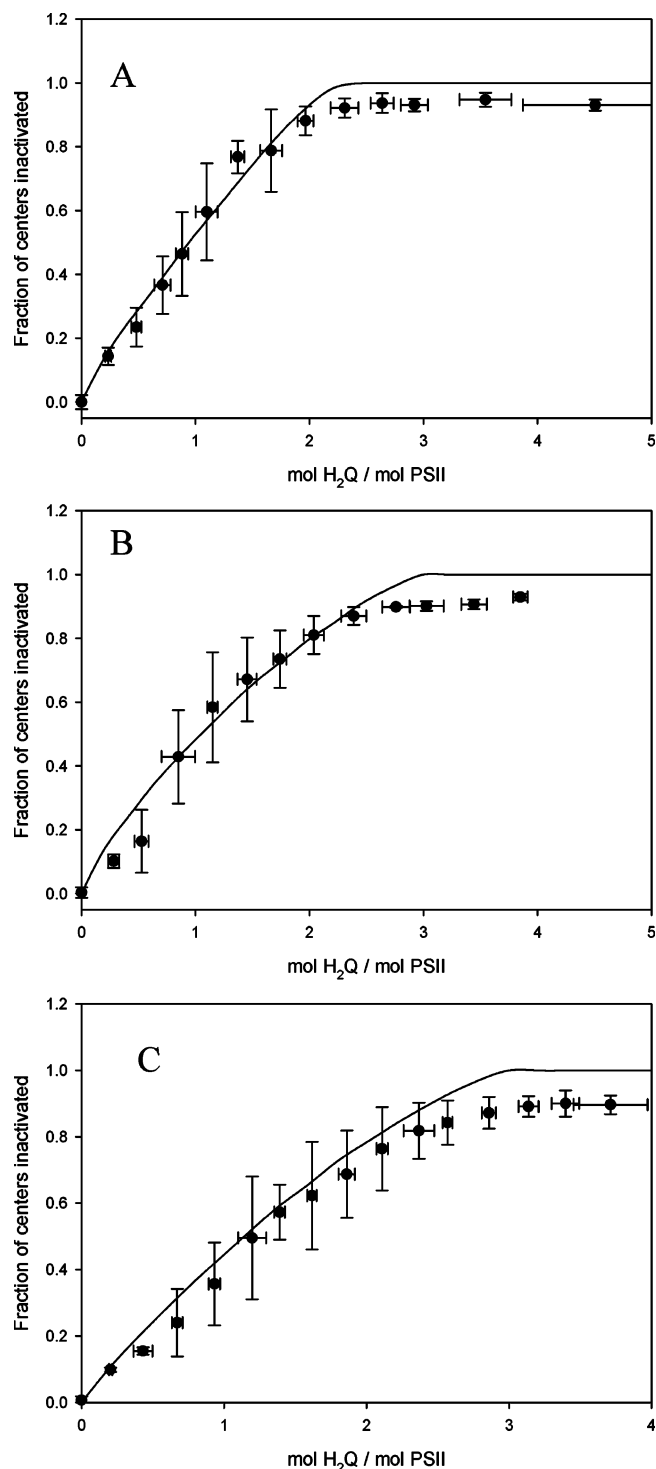 A
1.2
1.0
0.8
0.6
0.4
0.2
0.0
Fraction of centers inactivated
0 1 2 3 4 5
mol H₂Q / mol PSII
B
1.2
1.0
0.8
0.6
0.4
0.2
0.0
Fraction of centers inactivated
0 1 2 3 4 5
mol H₂Q / mol PSII
C
1.2
1.0
0.8
0.6
0.4
0.2
0.0
Fraction of centers inactivated
0 1 2 3 4
mol H₂Q / mol PSII